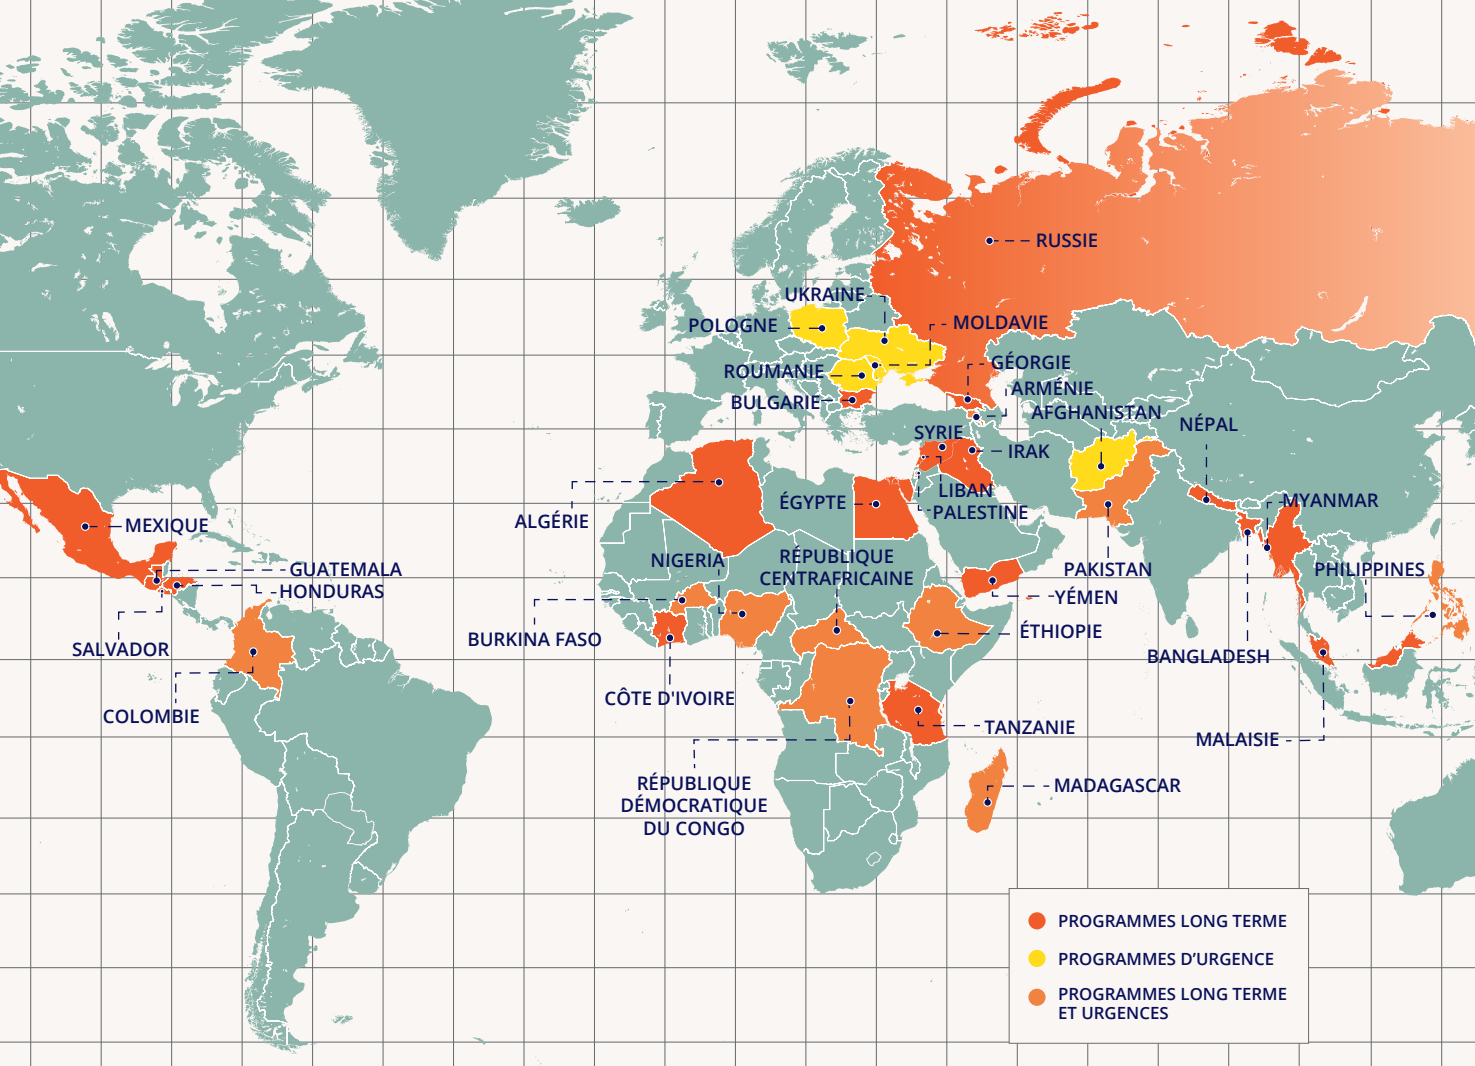 RUSSIE
UKRAINE
POLOGNE
MOLDAVIE
ROUMANIE
GÉORGIE
BULGARIE
ARMÉNIE
AFGHANISTAN
NÉPAL
SYRIE
IRAK
LIBAN
MYANMAR
ÉGYPTE
PALESTINE
ALGÉRIE
MEXIQUE
NIGERIA
RÉPUBLIQUE
CENTRAFRICAINE
GUATEMALA
PAKISTAN
PHILIPPINES
HONDURAS
YÉMEN
ÉTHIOPIE
BURKINA FASO
SALVADOR
BANGLADESH
CÔTE D'IVOIRE
COLOMBIE
TANZANIE
MALAISIE
RÉPUBLIQUE
DÉMOCRATIQUE
DU CONGO
MADAGASCAR
PROGRAMMES LONG TERME
PROGRAMMES D’URGENCE
PROGRAMMES LONG TERME
ET URGENCES